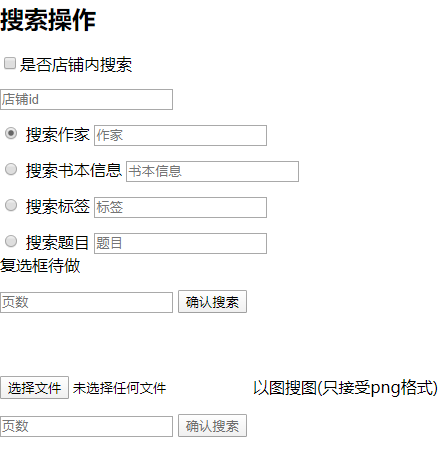 搜索操作
是否店铺内搜索
店铺id
搜索作家 作家
搜索书本信息 书本信息
搜索标签 标签
搜索题目 题目
复选框待做
页数 确认搜索
选择文件 未选择任何文件 以图搜图(只接受png格式)
页数 确认搜索